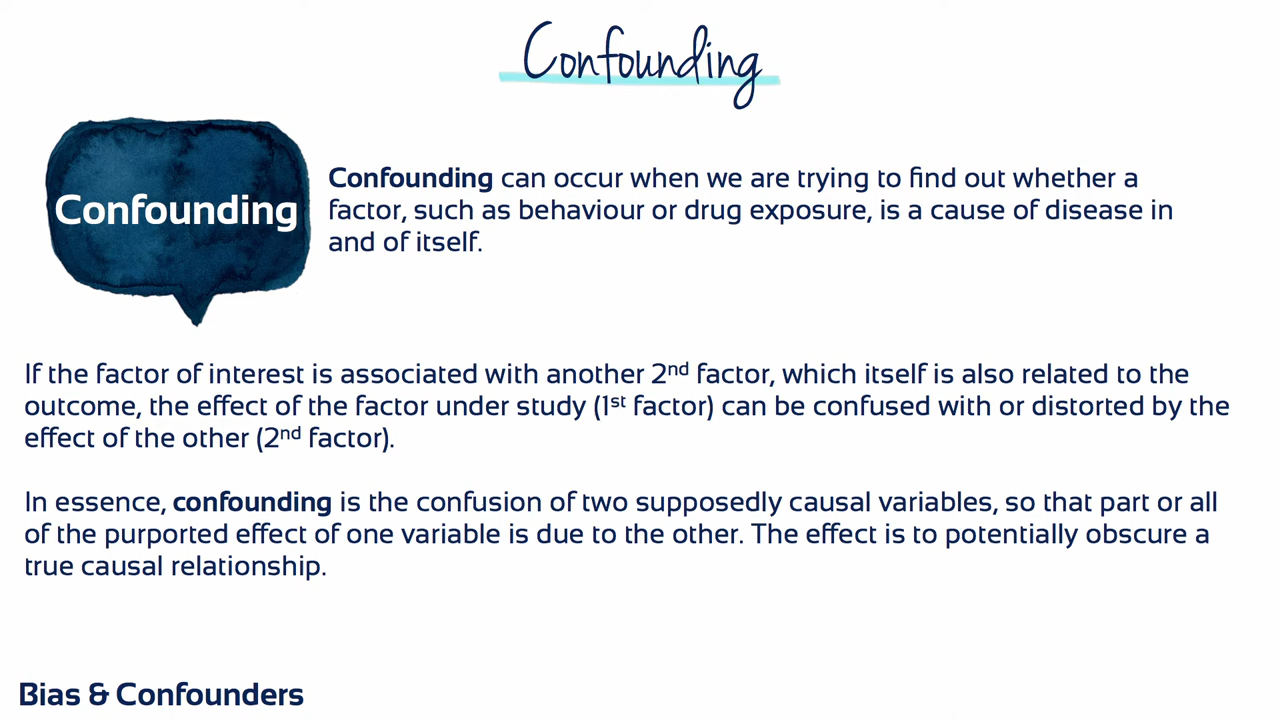 Confounding
Confounding
Confounding can occur when we are trying to find out whether a
factor, such as behaviour or drug exposure, is a cause of disease in
and of itself.
If the factor of interest is associated with another 2nd factor, which itself is also related to the
outcome, the effect of the factor under study (1st factor) can be confused with or distorted by the
effect of the other (2nd factor).
In essence, confounding is the confusion of two supposedly causal variables, so that part or all
of the purported effect of one variable is due to the other. The effect is to potentially obscure a
true causal relationship.
Bias & Confounders